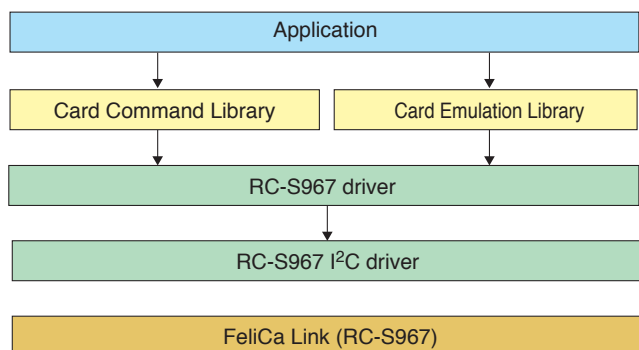 Application
Card Command Library
Card Emulation Library
RC-S967 driver
RC-S967 I²C driver
FeliCa Link (RC-S967)